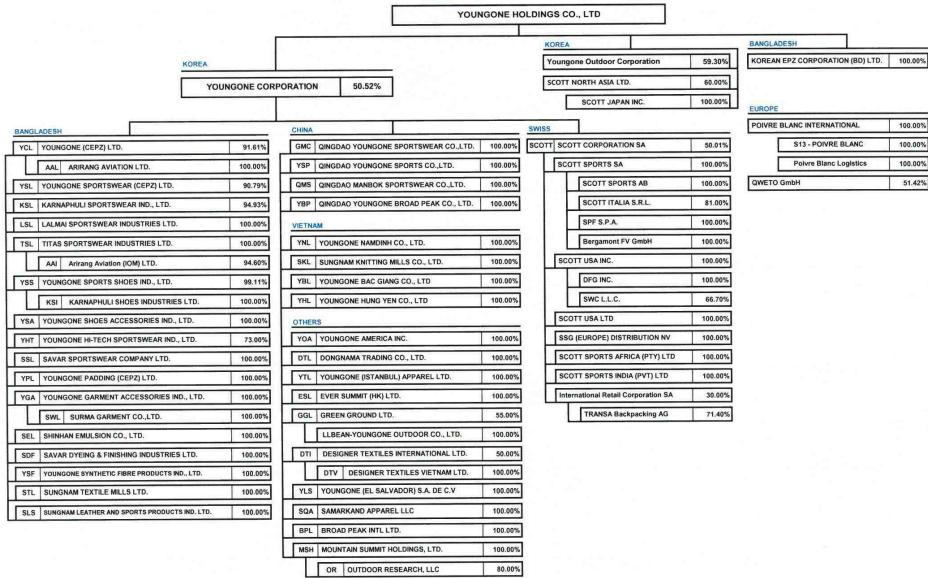 YOUNGONE HOLDINGS CO., LTD
KOREA
YOUNGONE CORPORATION 50.52%
KOREA
Youngone Outdoor Corporation 59.30%
SCOTT NORTH ASIA LTD. 60.00%
SCOTT JAPAN INC. 100.00%
BANGLADESH
KOREAN EPZ CORPORATION (BD) LTD. 100.00%
EUROPE
POIVRE BLANC INTERNATIONAL 100.00%
S13 - POIVRE BLANC 100.00%
Poivre Blanc Logistics 100.00%
QWETO GmbH 51.42%
BANGLADESH
YCL YOUNGONE (CEPZ) LTD. 91.61%
AAL ARIRANG AVIATION LTD. 100.00%
YSL YOUNGONE SPORTSWEAR (CEPZ) LTD. 90.79%
KSL KARNAPHULI SPORTSWEAR IND., LTD. 94.93%
LSL LALMAI SPORTSWEAR INDUSTRIES LTD. 100.00%
TSL TITAS SPORTSWEAR INDUSTRIES LTD. 100.00%
AAI Arirang Aviation (IOM) LTD. 94.60%
YSS YOUNGONE SPORTS SHOES IND., LTD. 99.11%
KSI KARNAPHULI SHOES INDUSTRIES LTD. 100.00%
YSA YOUNGONE SHOES ACCESSORIES IND., LTD. 100.00%
YHT YOUNGONE HI-TECH SPORTSWEAR IND., LTD. 73.00%
SSL SAVAR SPORTSWEAR COMPANY LTD. 100.00%
YPL YOUNGONE PADDING (CEPZ) LTD. 100.00%
YGA YOUNGONE GARMENT ACCESSORIES IND., LTD. 100.00%
SWL SURMA GARMENT CO.,LTD. 100.00%
SEL SHINHAN EMULSION CO., LTD. 100.00%
SDF SAVAR DYEING & FINISHING INDUSTRIES LTD. 100.00%
YSF YOUNGONE SYNTHETIC FIBRE PRODUCTS IND., LTD. 100.00%
STL SUNGNAM TEXTILE MILLS LTD. 100.00%
SLS SUNGNAM LEATHER AND SPORTS PRODUCTS IND. LTD. 100.00%
CHINA
GMC QINGDAO YOUNGONE SPORTSWEAR CO.,LTD. 100.00%
YSP QINGDAO YOUNGONE SPORTS CO.,LTD. 100.00%
QMS QINGDAO MANBOK SPORTSWEAR CO.,LTD. 100.00%
YBP QINGDAO YOUNGONE BROAD PEAK CO., LTD. 100.00%
VIETNAM
YNL YOUNGONE NAMDINH CO., LTD. 100.00%
SKL SUNGNAM KNITTING MILLS CO., LTD. 100.00%
YBL YOUNGONE BAC GIANG CO., LTD 100.00%
YHL YOUNGONE HUNG YEN CO., LTD 100.00%
OTHERS
YOA YOUNGONE AMERICA INC. 100.00%
DTL DONGNAMA TRADING CO., LTD. 100.00%
YTL YOUNGONE (ISTANBUL) APPAREL LTD. 100.00%
ESL EVER SUMMIT (HK) LTD. 100.00%
GGL GREEN GROUND LTD. 55.00%
LLBEAN-YOUNGONE OUTDOOR CO., LTD. 100.00%
DTI DESIGNER TEXTILES INTERNATIONAL LTD. 50.00%
DTV DESIGNER TEXTILES VIETNAM LTD. 100.00%
YLS YOUNGONE (EL SALVADOR) S.A. DE C.V 100.00%
SQA SAMARKAND APPAREL LLC 100.00%
BPL BROAD PEAK INTL LTD. 100.00%
MSH MOUNTAIN SUMMIT HOLDINGS, LTD. 100.00%
OR OUTDOOR RESEARCH, LLC 80.00%
SWISS
SCOTT SCOTT CORPORATION SA 50.01%
SCOTT SPORTS SA 100.00%
SCOTT SPORTS AB 100.00%
SCOTT ITALIA S.R.L. 81.00%
SPF S.P.A. 100.00%
Bergamont FV GmbH 100.00%
SCOTT USA INC. 100.00%
DFG INC. 100.00%
SWC L.L.C. 66.70%
SCOTT USA LTD 100.00%
SSG (EUROPE) DISTRIBUTION NV 100.00%
SCOTT SPORTS AFRICA (PTY) LTD 100.00%
SCOTT SPORTS INDIA (PVT) LTD 100.00%
International Retail Corporation SA 30.00%
TRANSA Backpacking AG 71.40%